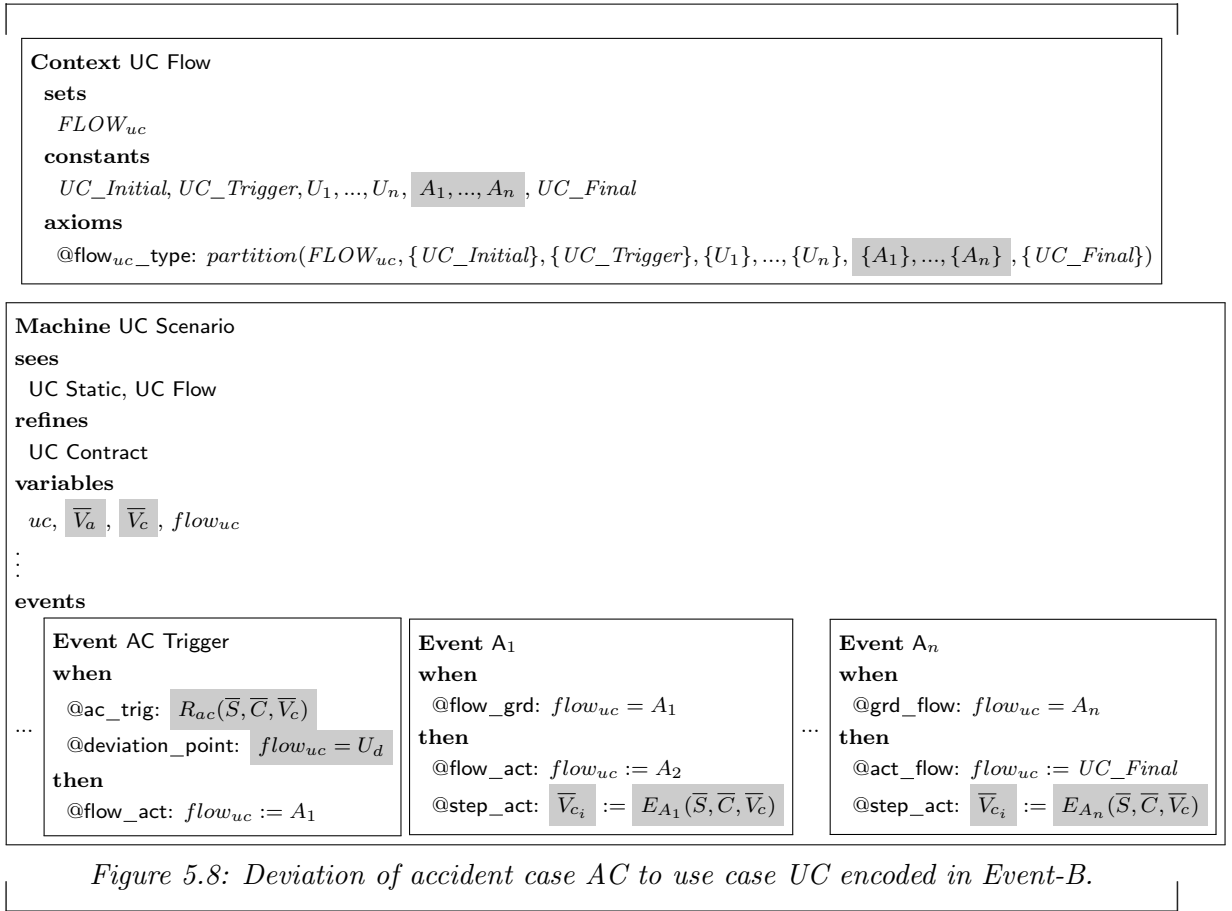 Context UC Flow
sets
FLOW_uc
constants
UC_Initial, UC_Trigger, U_1, ..., U_n, A_1, ..., A_n, UC_Final
axioms
@flow_uc_type: partition(FLOW_uc, {UC_Initial}, {UC_Trigger}, {U_1}, ..., {U_n}, {A_1}, ..., {A_n}, {UC_Final})
Machine UC Scenario
sees
UC Static, UC Flow
refines
UC Contract
variables
uc, V̅_a, V̅_c, flow_uc
⋮
events
...
Event AC Trigger
when
@ac_trig: R_ac(S̅, C̅, V̅_c)
@deviation_point: flow_uc = U_d
then
@flow_act: flow_uc := A_1
Event A_1
when
@flow_grd: flow_uc = A_1
then
@flow_act: flow_uc := A_2
@step_act: V̅_c_i := E_A_1(S̅, C̅, V̅_c)
...
Event A_n
when
@grd_flow: flow_uc = A_n
then
@act_flow: flow_uc := UC_Final
@step_act: V̅_c_i := E_A_n(S̅, C̅, V̅_c)
Figure 5.8: Deviation of accident case AC to use case UC encoded in Event-B.